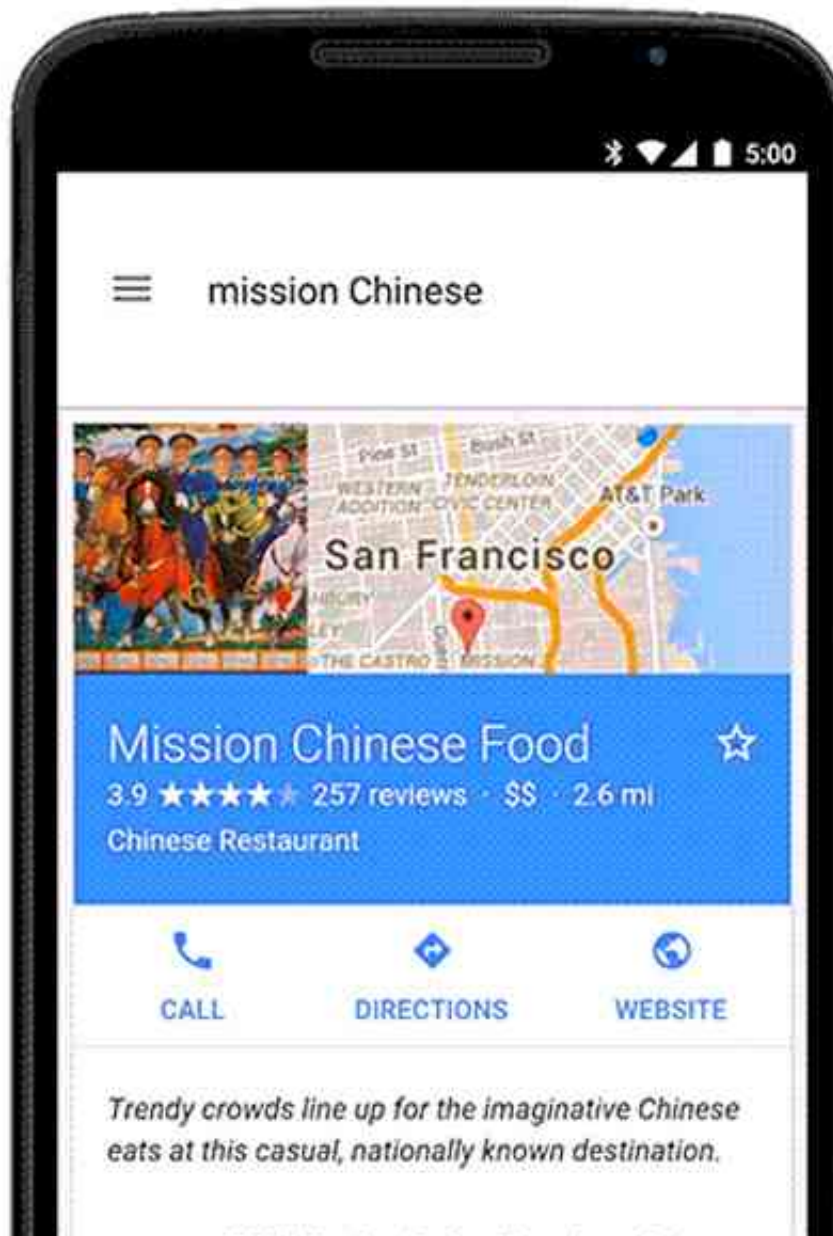 5:00
mission Chinese
Pine St
Bush St
WESTERN
ADDITION
TENDERLOIN
CIVIC CENTER
AT&T Park
San Francisco
THE CASTRO
MISSION
Mission Chinese Food
3.9 257 reviews · $$ · 2.6 mi
Chinese Restaurant
CALL
DIRECTIONS
WEBSITE
Trendy crowds line up for the imaginative Chinese
eats at this casual, nationally known destination.